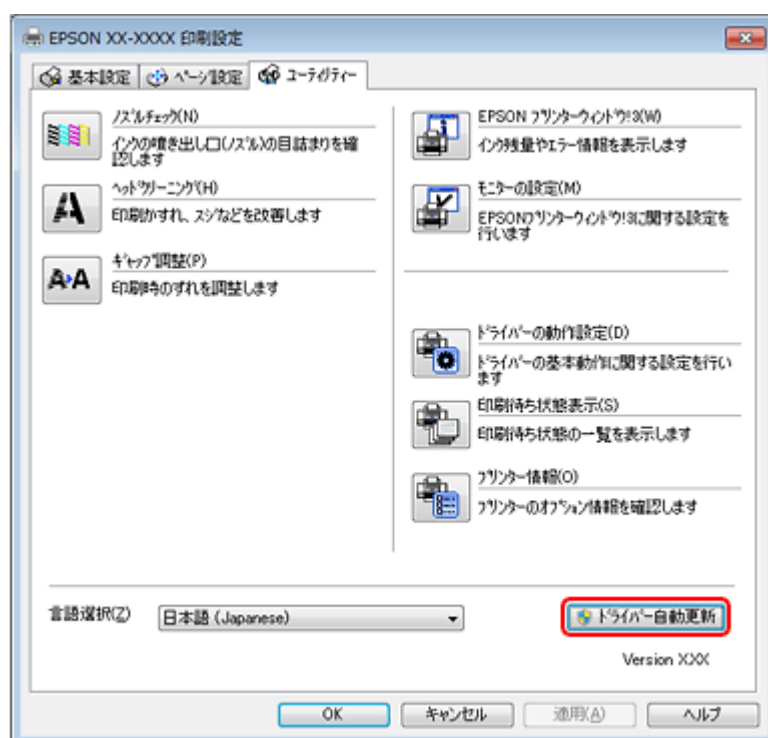 EPSON XX-XXXX 印刷設定
基本設定
ページ設定
ユーティリティー
ノズルチェック(N)
インクの噴き出し口(ノズル)の目詰まりを確
認します
ヘッドクリーニング(H)
印刷かすれ、スジなどを改善します
ギャップ調整(P)
印刷時のずれを調整します
EPSON プリンターウィンドウ!3(W)
インク残量やエラー情報を表示します
モニターの設定(M)
EPSONプリンターウィンドウ!3に関する設定を
行います
ドライバーの動作設定(D)
ドライバーの基本動作に関する設定を行い
ます
印刷待ち状態表示(S)
印刷待ち状態の一覧を表示します
プリンター情報(O)
プリンターのオプション情報を確認します
言語選択(Z)
日本語 (Japanese)
ドライバー自動更新
Version XXX
OK
キャンセル
適用(A)
ヘルプ